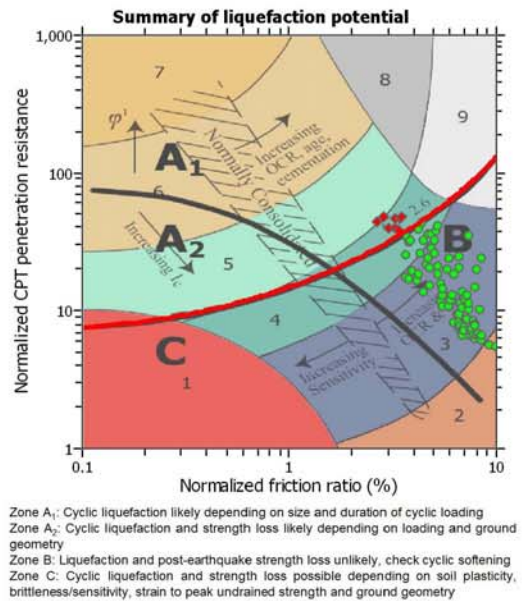 Summary of liquefaction potential
1,000
100
10
1
Normalized CPT penetration resistance
7
8
9
φ'
A1
Normally Consolidated
Increasing
OCR, age,
cementation
6
A2
Increasing Ic
2.6
B
5
4
C
1
Increasing
Sensitivity
OCR &
3
2
0.1
1
10
Normalized friction ratio (%)
Zone A1: Cyclic liquefaction likely depending on size and duration of cyclic loading
Zone A2: Cyclic liquefaction and strength loss likely depending on loading and ground
geometry
Zone B: Liquefaction and post-earthquake strength loss unlikely, check cyclic softening
Zone C: Cyclic liquefaction and strength loss possible depending on soil plasticity,
brittleness/sensitivity, strain to peak undrained strength and ground geometry